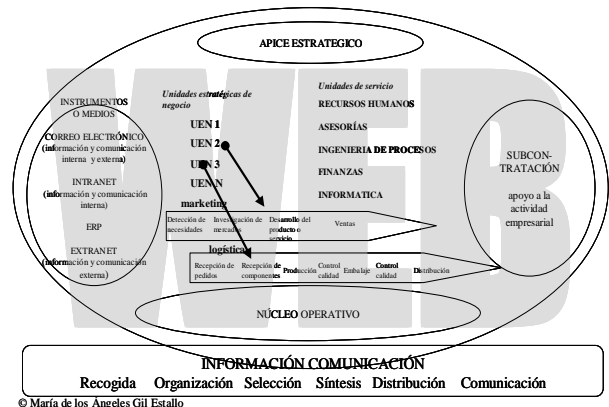 WEB
APICE ESTRATEGICO
INSTRUMENTOS
O MEDIOS
CORREO ELECTRÓNICO
(información y comunicación
interna y externa)
INTRANET
(información y comunicación
interna)
ERP
EXTRANET
(información y comunicación
externa)
Unidades estratégicas de
negocio
UEN 1
UEN 2
UEN 3
UEN N
Unidades de servicio
RECURSOS HUMANOS
ASESORÍAS
INGENIERIA DE PROCESOS
FINANZAS
INFORMATICA
SUBCON-
TRATACIÓN
apoyo a la
actividad
empresarial
marketing
Detección de
necesidades
Investigación de
mercados
Desarrollo del
producto o
servicio
Ventas
logística
Recepción de
pedidos
Recepción de
componentes
Producción
Control
calidad
Embalaje
Control
calidad
Distribución
NÚCLEO OPERATIVO
INFORMACIÓN COMUNICACIÓN
Recogida Organización Selección Síntesis Distribución Comunicación
© María de los Ángeles Gil Estallo